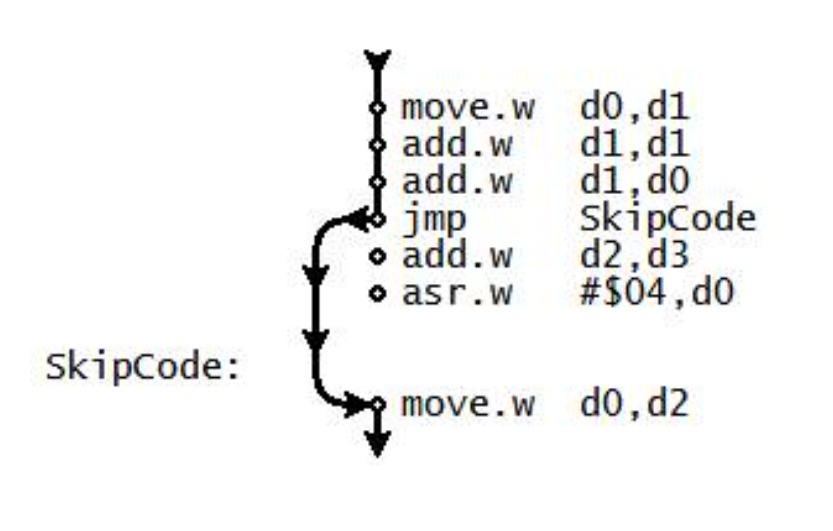 move.w d0,d1
add.w d1,d1
add.w d1,d0
jmp SkipCode
add.w d2,d3
asr.w #$04,d0
SkipCode:
move.w d0,d2